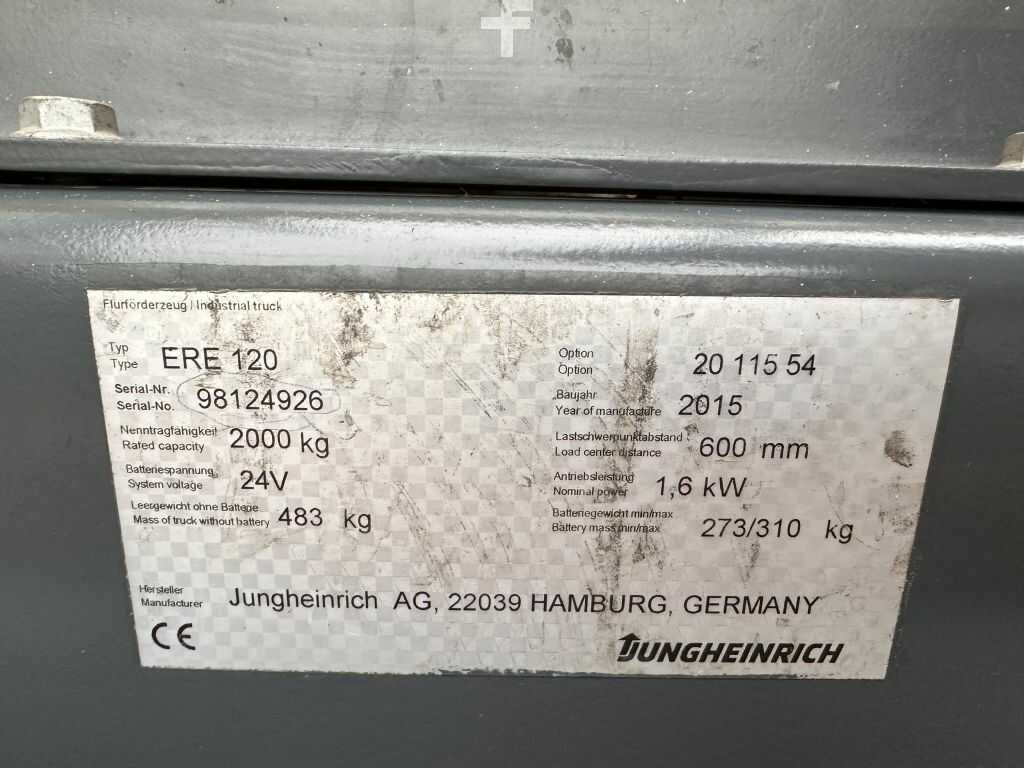 Flurförderzeug / Industrial truck
Typ
Type ERE 120
Serial-Nr.
Serial-No. 98124926
Nenntragfähigkeit
Rated capacity 2000 kg
Batteriespannung
System voltage 24V
Leergewicht ohne Batterie
Mass of truck without battery 483 kg
Option
Option 20 115 54
Baujahr
Year of manufacture 2015
Lastschwerpunktabstand
Load center distance 600 mm
Antriebsleistung
Nominal power 1,6 kW
Batteriegewicht min/max
Battery mass min/max 273/310 kg
Hersteller
Manufacturer Jungheinrich AG, 22039 HAMBURG, GERMANY
CE
JUNGHEINRICH